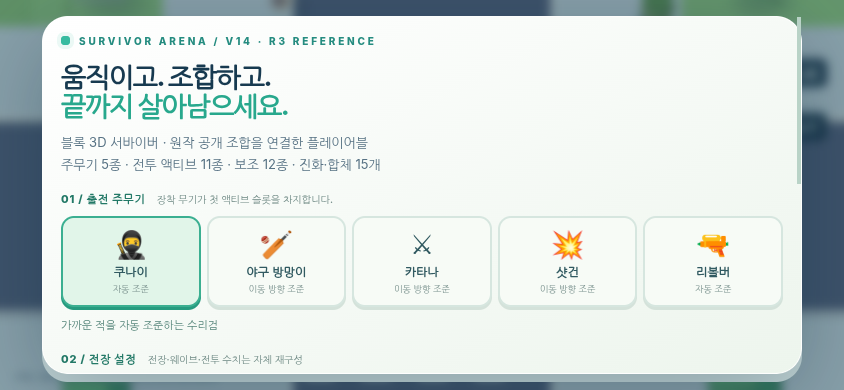 SURVIVOR ARENA / V14 · R3 REFERENCE
움직이고. 조합하고.
끝까지 살아남으세요.
블록 3D 서바이버 · 원작 공개 조합을 연결한 플레이어블
주무기 5종 · 전투 액티브 11종 · 보조 12종 · 진화·합체 15개
01 / 출전 주무기 장착 무기가 첫 액티브 슬롯을 차지합니다.
쿠나이 야구 방망이 카타나 샷건 리볼버
자동 조준 이동 방향 조준 이동 방향 조준 이동 방향 조준 자동 조준
가까운 적을 자동 조준하는 수리검
02 / 전장 설정 전장·웨이브·전투 수치는 자체 재구성